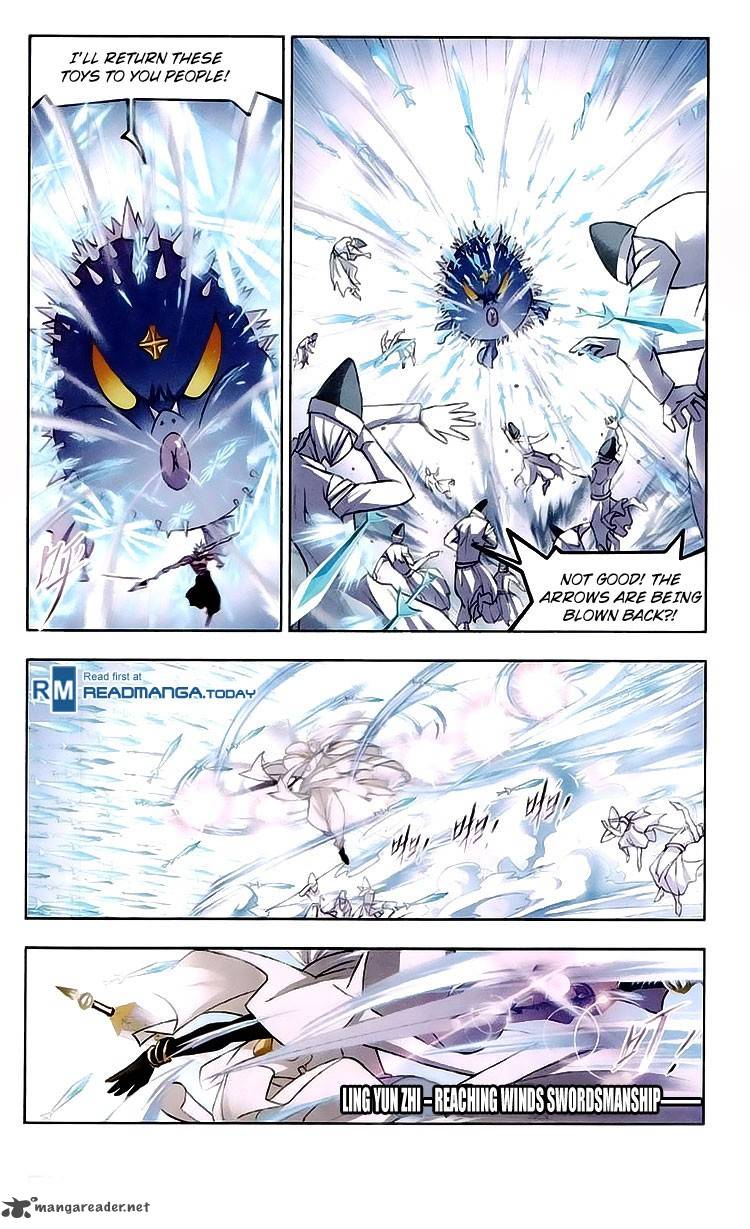 I'LL RETURN THESE
TOYS TO YOU PEOPLE!
NOT GOOD! THE
ARROWS ARE BEING
BLOWN BACK?!
RM
Read first at
READMANGA.TODAY
LING YUN ZHI – REACHING WINDS SWORDSMANSHIP——
mangareader.net